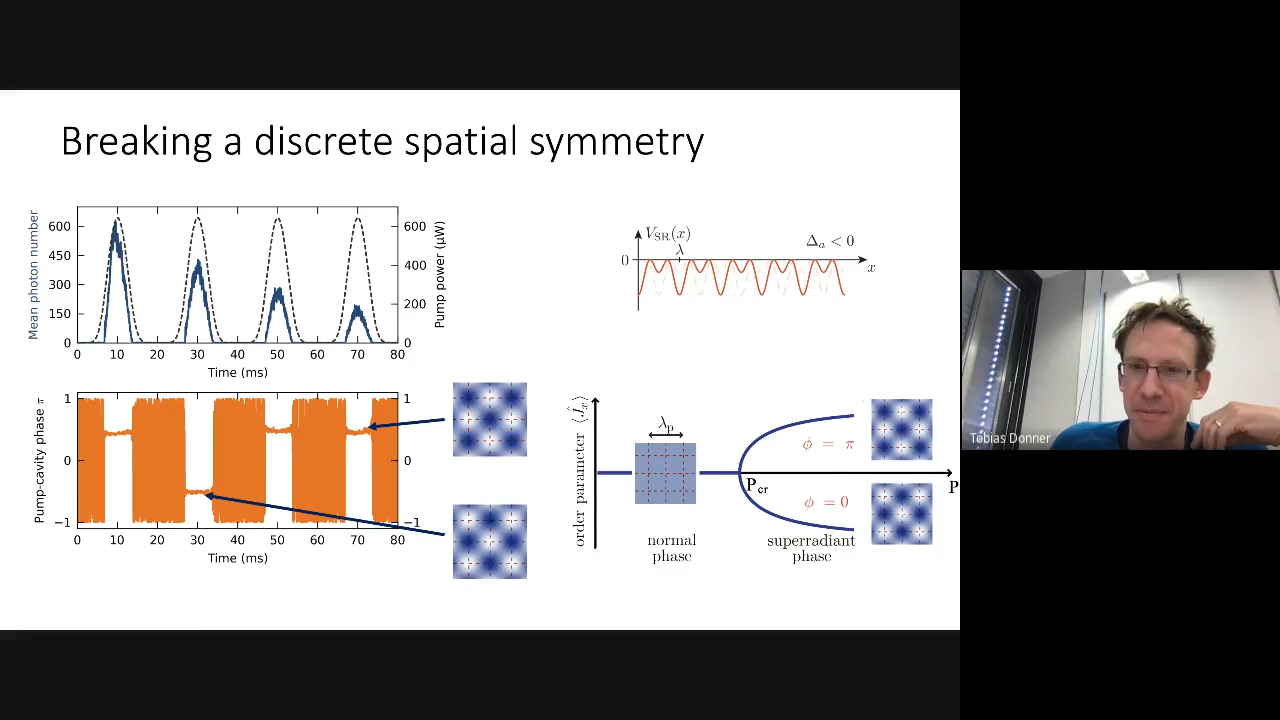 Breaking a discrete spatial symmetry
Mean photon number
600
450
300
150
0
600
400
200
0
Pump power (μW)
0 10 20 30 40 50 60 70 80
Time (ms)
Pump-cavity phase π
1
0
−1
1
0
−1
0 10 20 30 40 50 60 70 80
Time (ms)
V_SR(x)
λ
Δ_a < 0
0
x
order parameter ⟨Ĵ_x⟩
λ_p
ϕ = π
P_cr
P
ϕ = 0
normal phase
superradiant phase
Tobias Donner